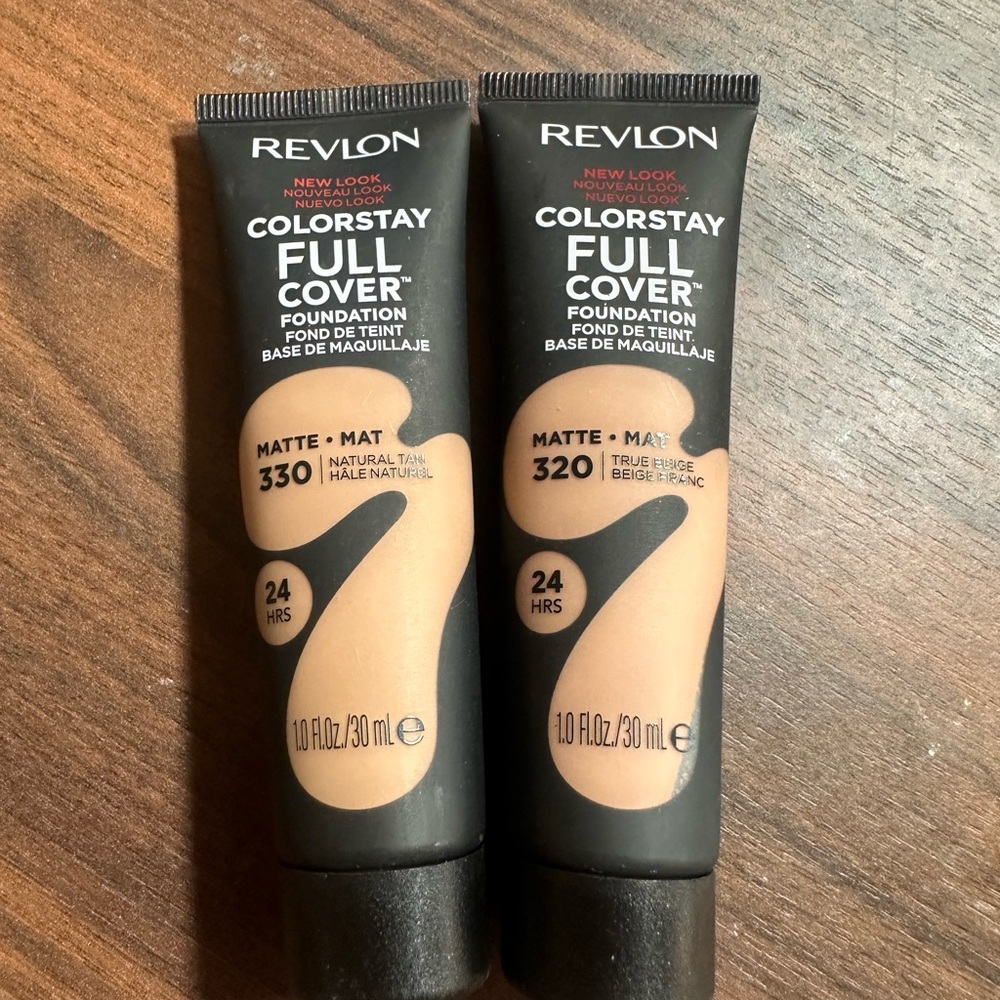 REVLON
NEW LOOK
NOUVEAU LOOK
NUEVO LOOK
COLORSTAY
FULL
COVER™
FOUNDATION
FOND DE TEINT
BASE DE MAQUILLAJE
MATTE • MAT
330 | NATURAL TAN
HÂLE NATUREL
24
HRS
1.0 Fl.Oz./30 mL ℮
REVLON
NEW LOOK
NOUVEAU LOOK
NUEVO LOOK
COLORSTAY
FULL
COVER™
FOUNDATION
FOND DE TEINT
BASE DE MAQUILLAJE
MATTE • MAT
320 | TRUE BEIGE
BEIGE FRANC
24
HRS
1.0 Fl.Oz./30 mL ℮